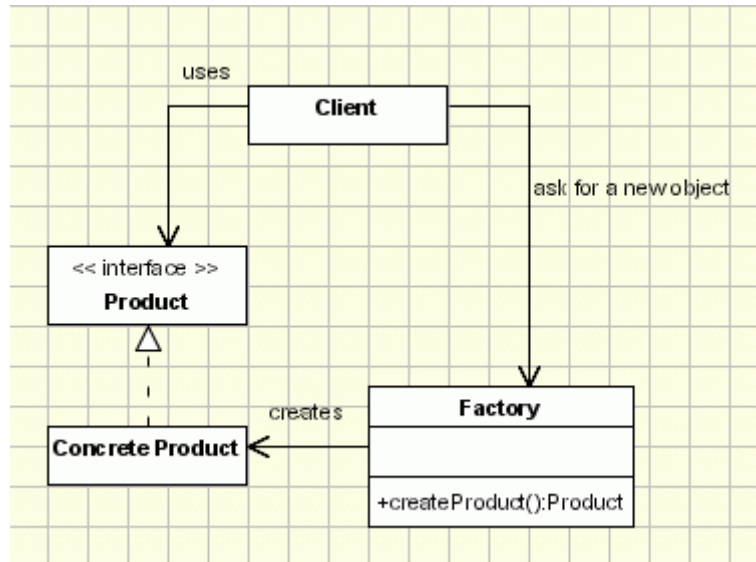 uses
Client
ask for a new object
<< interface >>
Product
creates
Factory
Concrete Product
+createProduct():Product